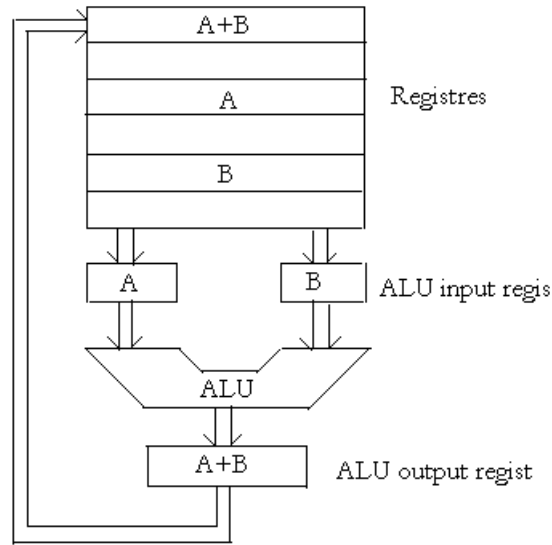 A+B
A
Registres
B
A
B
ALU input regis
ALU
A+B
ALU output regist